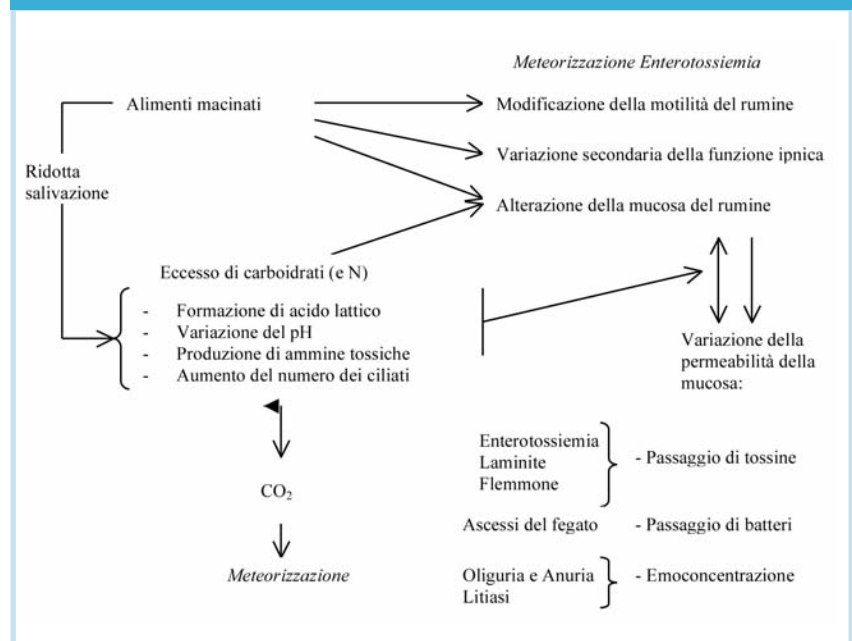 Meteorizzazione Enterotossiemia
Alimenti macinati
Modificazione della motilità del rumine
Variazione secondaria della funzione ipnica
Ridotta
salivazione
Alterazione della mucosa del rumine
Eccesso di carboidrati (e N)
- Formazione di acido lattico
- Variazione del pH
- Produzione di ammine tossiche
- Aumento del numero dei ciliati
Variazione della
permeabilità della
mucosa:
CO₂
Meteorizzazione
Enterotossiemia
Laminite
Flemmone
- Passaggio di tossine
Ascessi del fegato - Passaggio di batteri
Oliguria e Anuria
Litiasi
- Emoconcentrazione